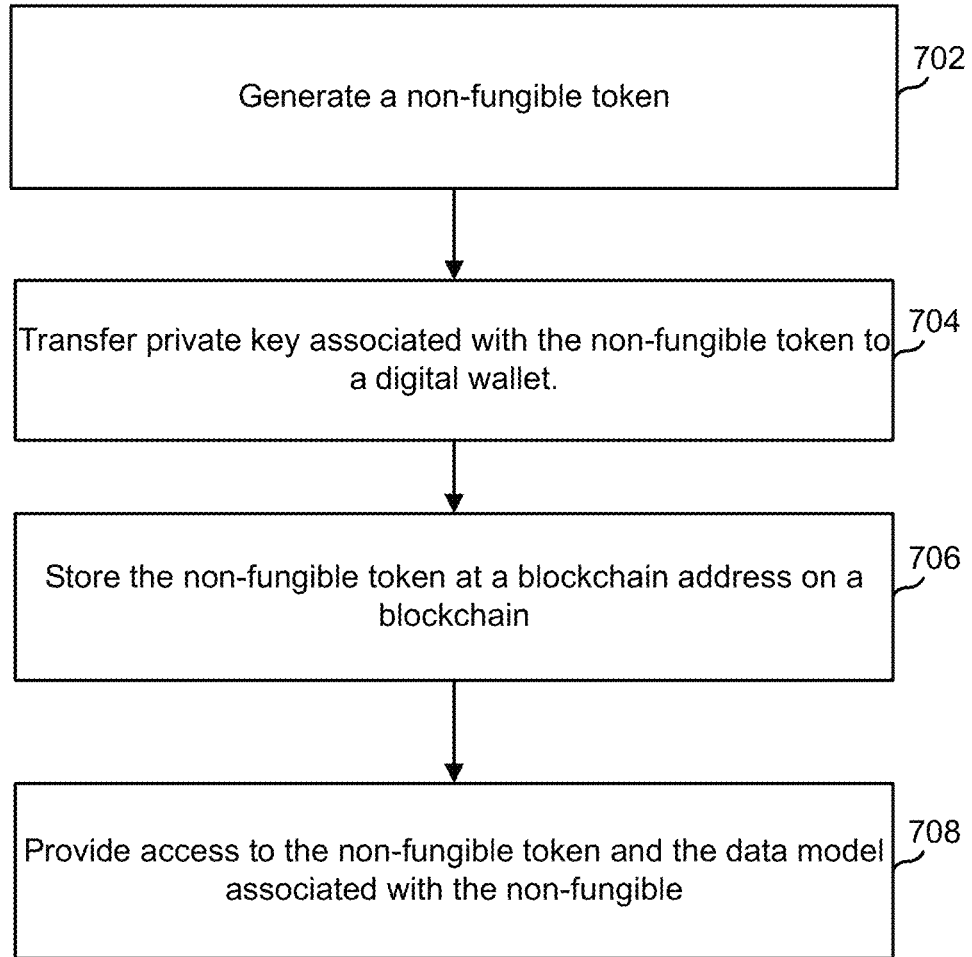 702
Generate a non-fungible token
704
Transfer private key associated with the non-fungible token to
a digital wallet.
706
Store the non-fungible token at a blockchain address on a
blockchain
708
Provide access to the non-fungible token and the data model
associated with the non-fungible